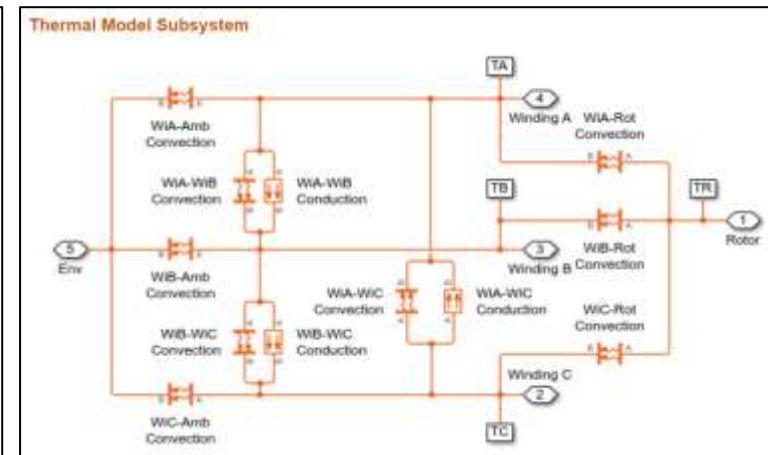 Thermal Model Subsystem
TA
4
Winding A
WiA-Rot
Convection
WiA-Amb
Convection
WiA-WiB
Convection
WiA-WiB
Conduction
TB
TR
1
Rotor
5
Env
3
Winding B
WiB-Rot
Convection
WiB-Amb
Convection
WiA-WiC
Convection
WiA-WiC
Conduction
WiC-Rot
Convection
WiB-WiC
Convection
WiB-WiC
Conduction
Winding C
2
WiC-Amb
Convection
TC